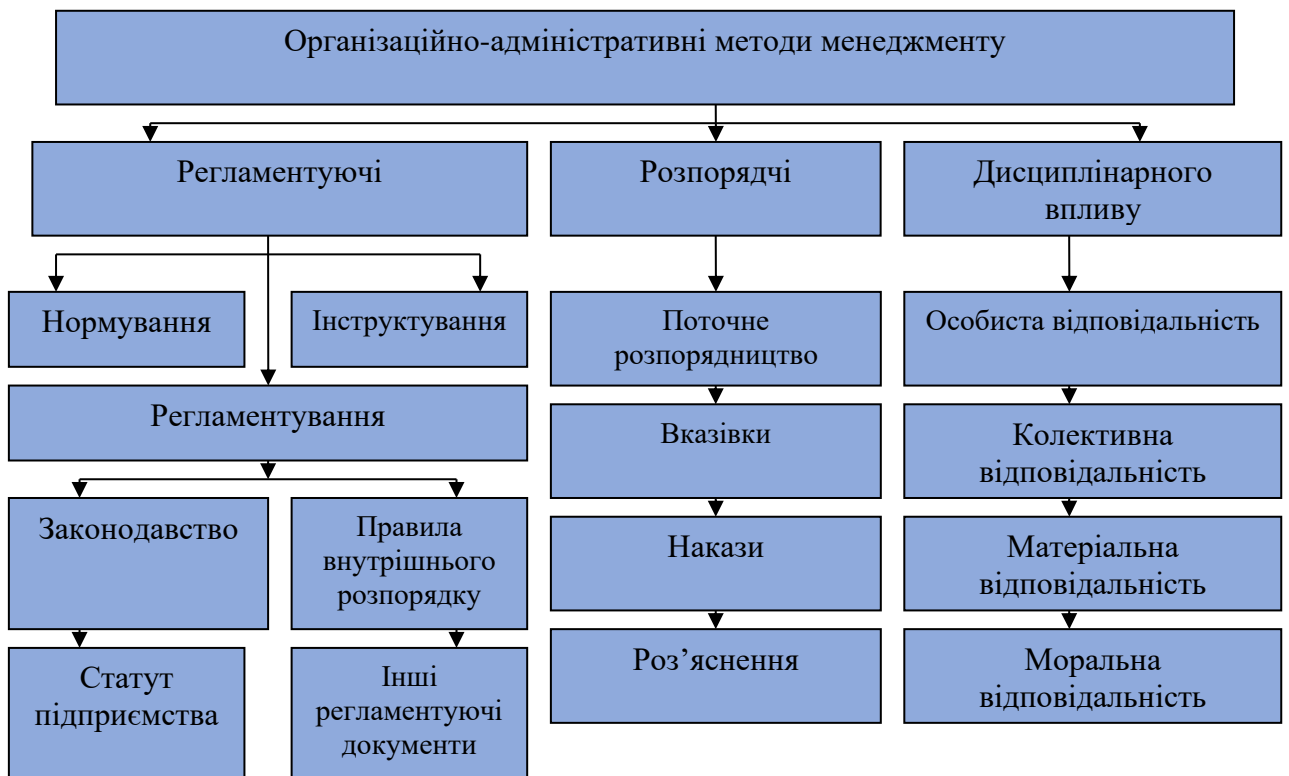 Організаційно-адміністративні методи менеджменту
Регламентуючі
Розпорядчі
Дисциплінарного
впливу
Нормування
Інструктування
Поточне
розпорядництво
Особиста відповідальність
Регламентування
Вказівки
Колективна
відповідальність
Законодавство
Правила
внутрішнього
розпорядку
Накази
Матеріальна
відповідальність
Статут
підприємства
Інші
регламентуючі
документи
Роз’яснення
Моральна
відповідальність